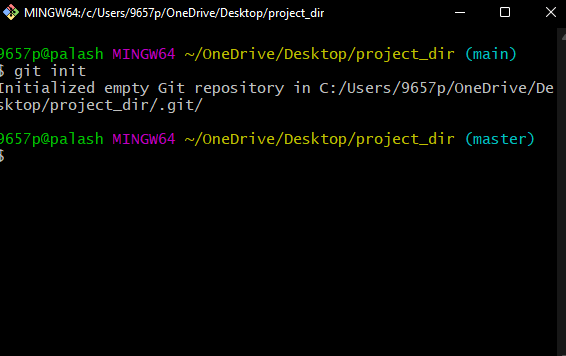 MINGW64:/c/Users/9657p/OneDrive/Desktop/project_dir
9657p@palash MINGW64 ~/OneDrive/Desktop/project_dir (main)
$ git init
Initialized empty Git repository in C:/Users/9657p/OneDrive/De
sktop/project_dir/.git/
9657p@palash MINGW64 ~/OneDrive/Desktop/project_dir (master)
$